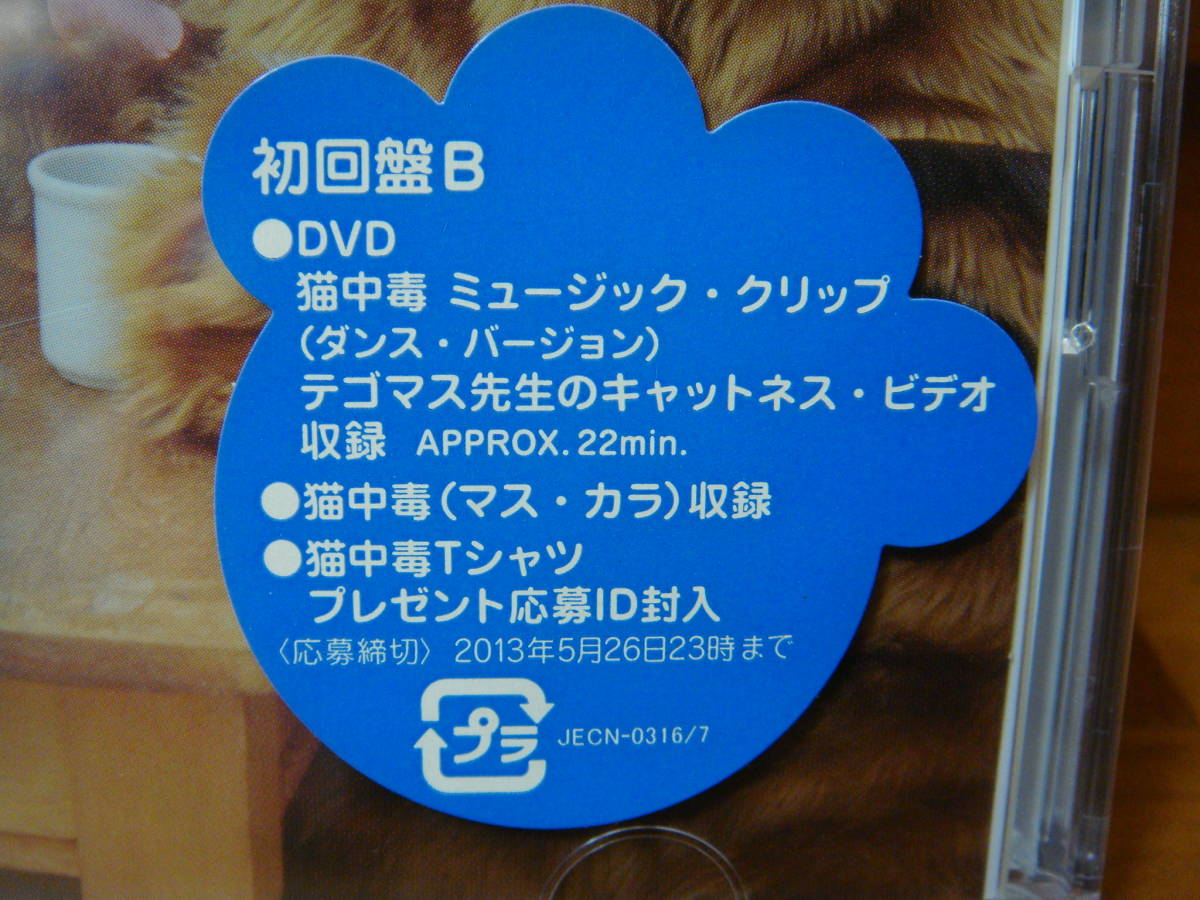 初回盤B
●DVD
猫中毒 ミュージック・クリップ
(ダンス・バージョン)
テゴマス先生のキャットネス・ビデオ
収録 APPROX. 22min.
●猫中毒(マス・カラ)収録
●猫中毒Tシャツ
プレゼント応募ID封入
〈応募締切〉 2013年5月26日23時まで
プラ JECN-0316/7